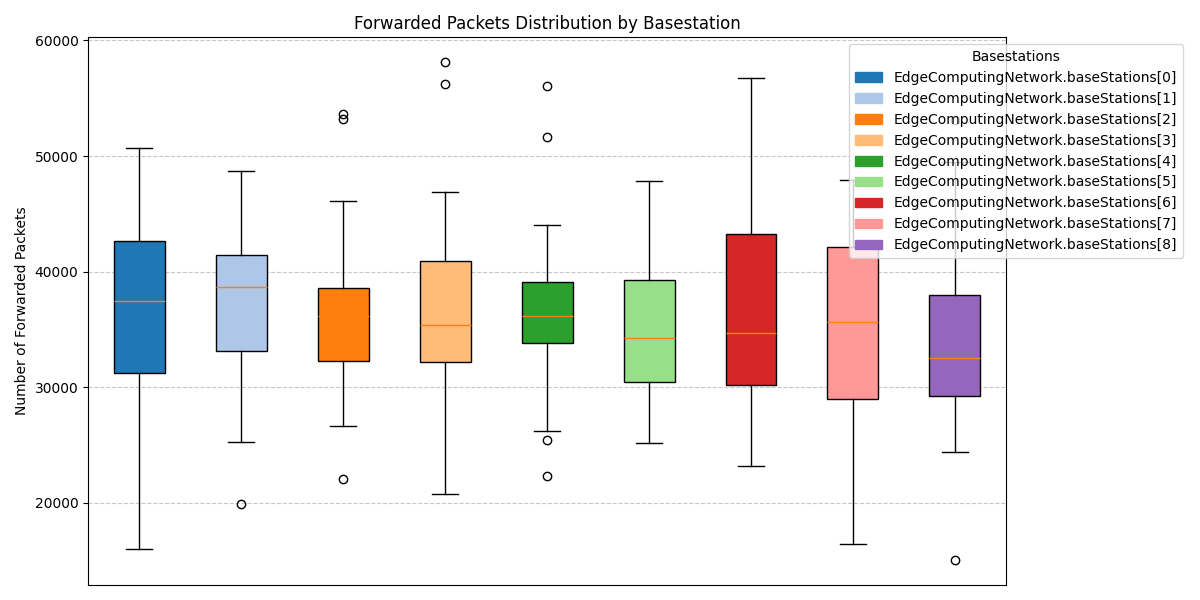 Forwarded Packets Distribution by Basestation
Number of Forwarded Packets
60000
50000
40000
30000
20000
Basestations
EdgeComputingNetwork.baseStations[0]
EdgeComputingNetwork.baseStations[1]
EdgeComputingNetwork.baseStations[2]
EdgeComputingNetwork.baseStations[3]
EdgeComputingNetwork.baseStations[4]
EdgeComputingNetwork.baseStations[5]
EdgeComputingNetwork.baseStations[6]
EdgeComputingNetwork.baseStations[7]
EdgeComputingNetwork.baseStations[8]